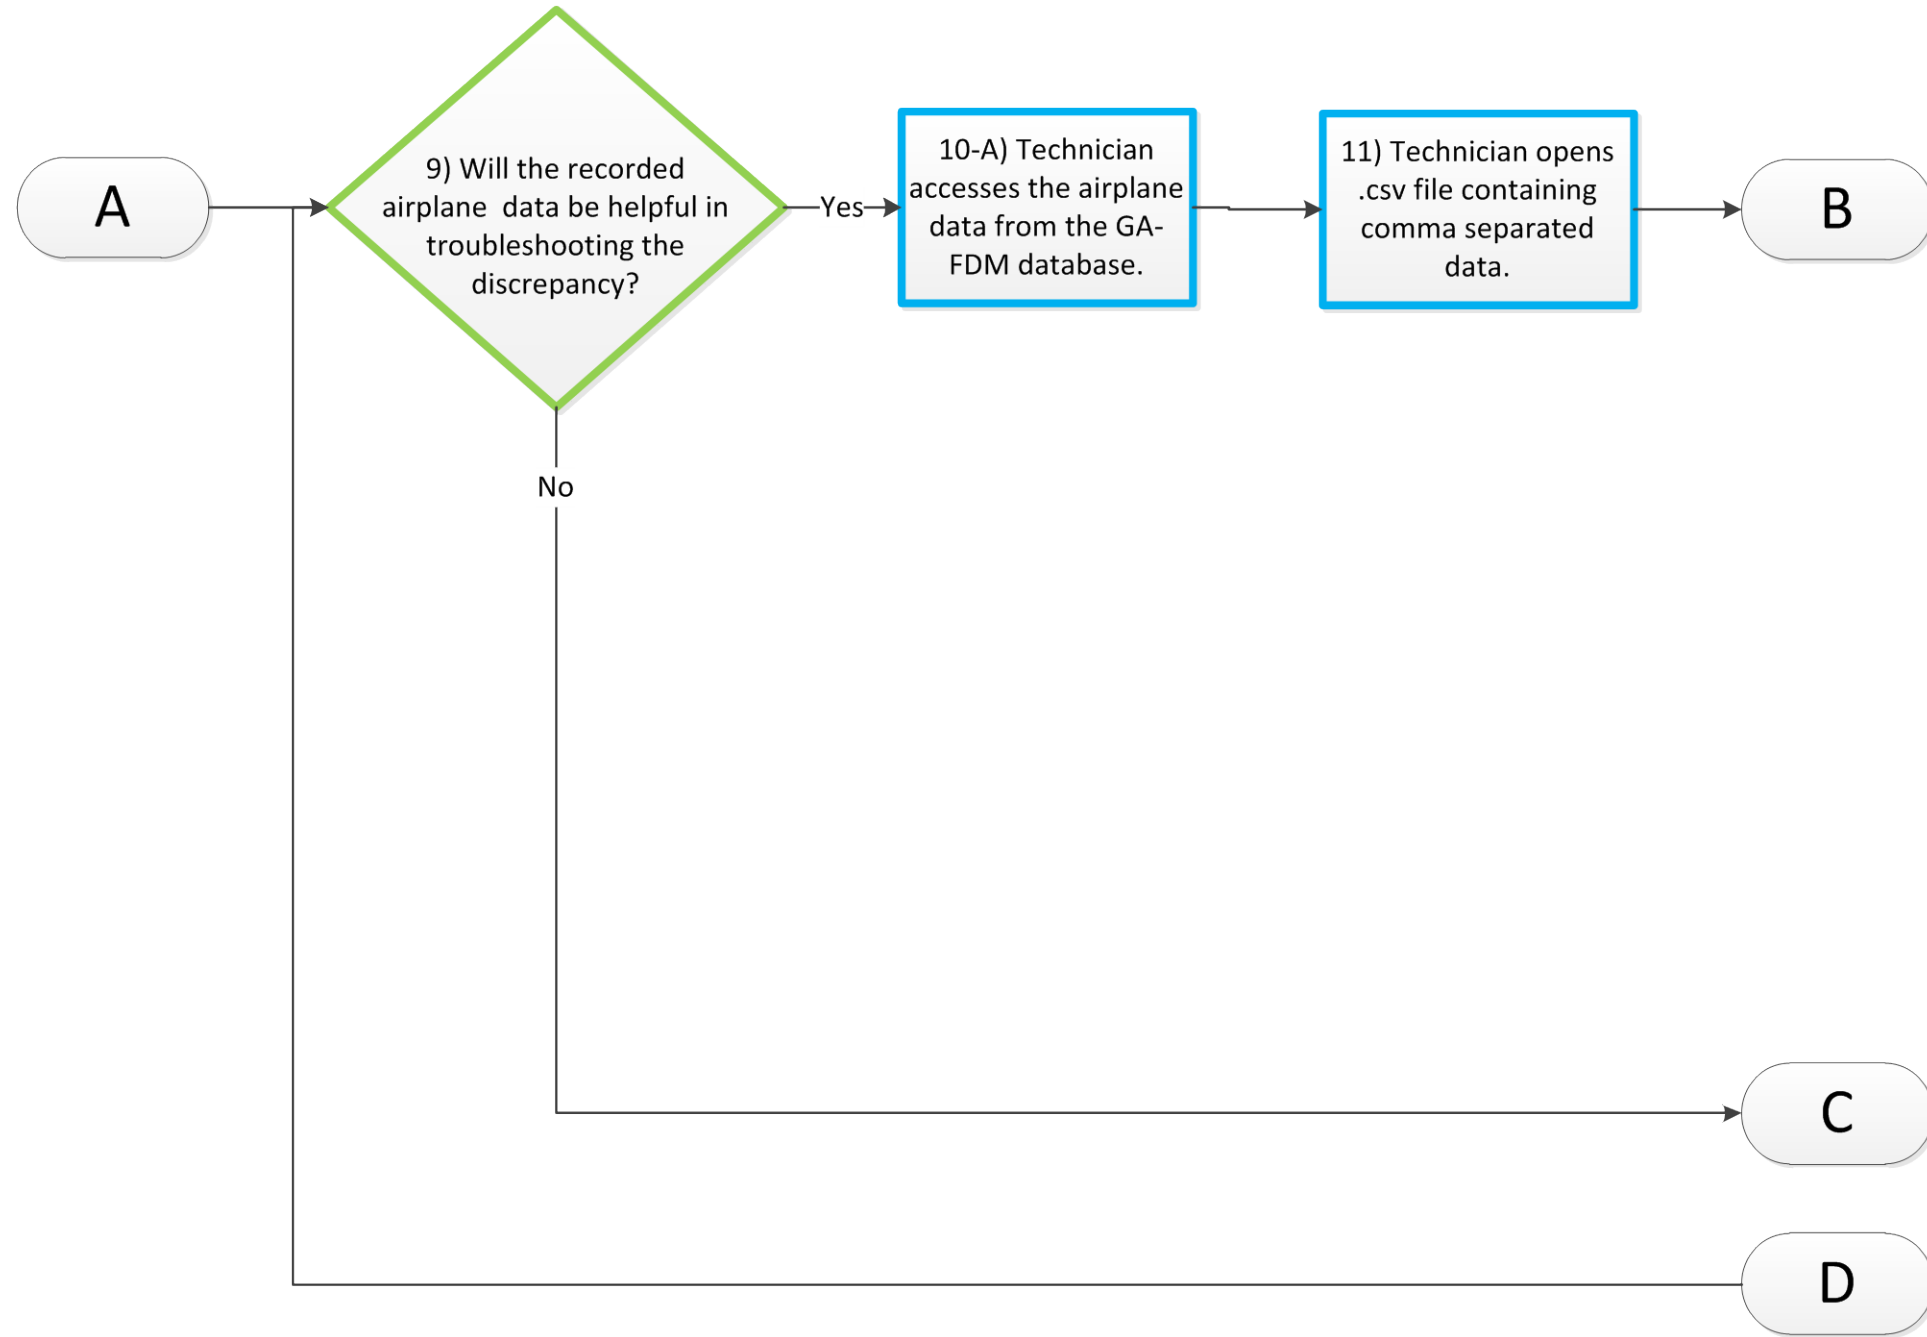 A
9) Will the recorded
airplane  data be helpful in
troubleshooting the
discrepancy?
Yes
10-A) Technician
accesses the airplane
data from the GA-
FDM database.
11) Technician opens
.csv file containing
comma separated
data.
B
No
C
D